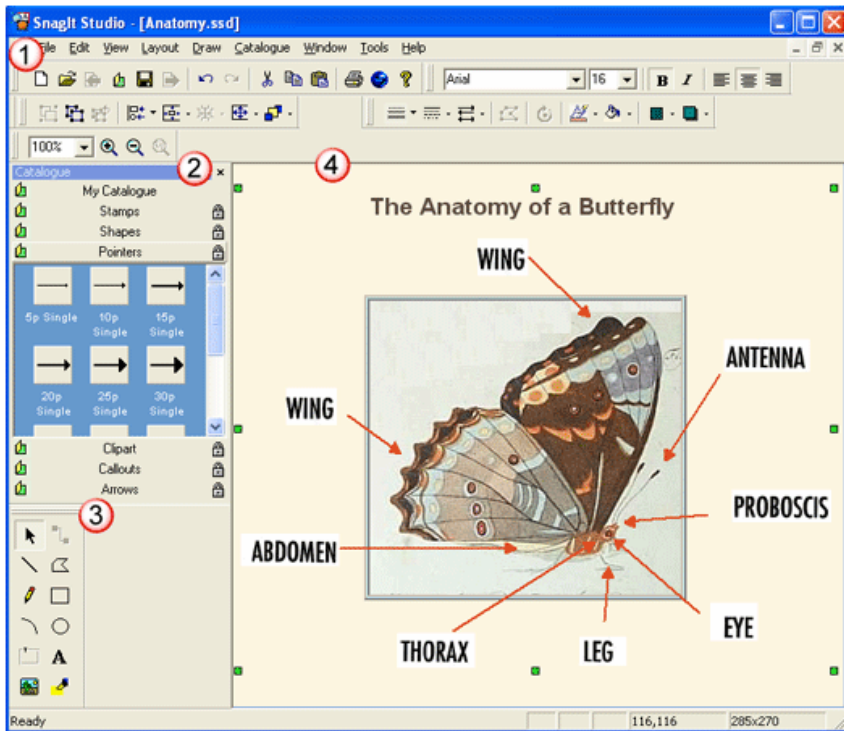 SnagIt Studio - [Anatomy.ssd]
1
File Edit View Layout Draw Catalogue Window Tools Help
Arial 16 B I
100%
2
4
Catalogue
My Catalogue
Stamps
Shapes
Pointers
5p Single 10p Single 15p Single
20p Single 25p Single 30p Single
Clipart
Callouts
Arrows
3
A
The Anatomy of a Butterfly
WING
ANTENNA
WING
PROBOSCIS
ABDOMEN
EYE
THORAX
LEG
Ready 116,116 285x270